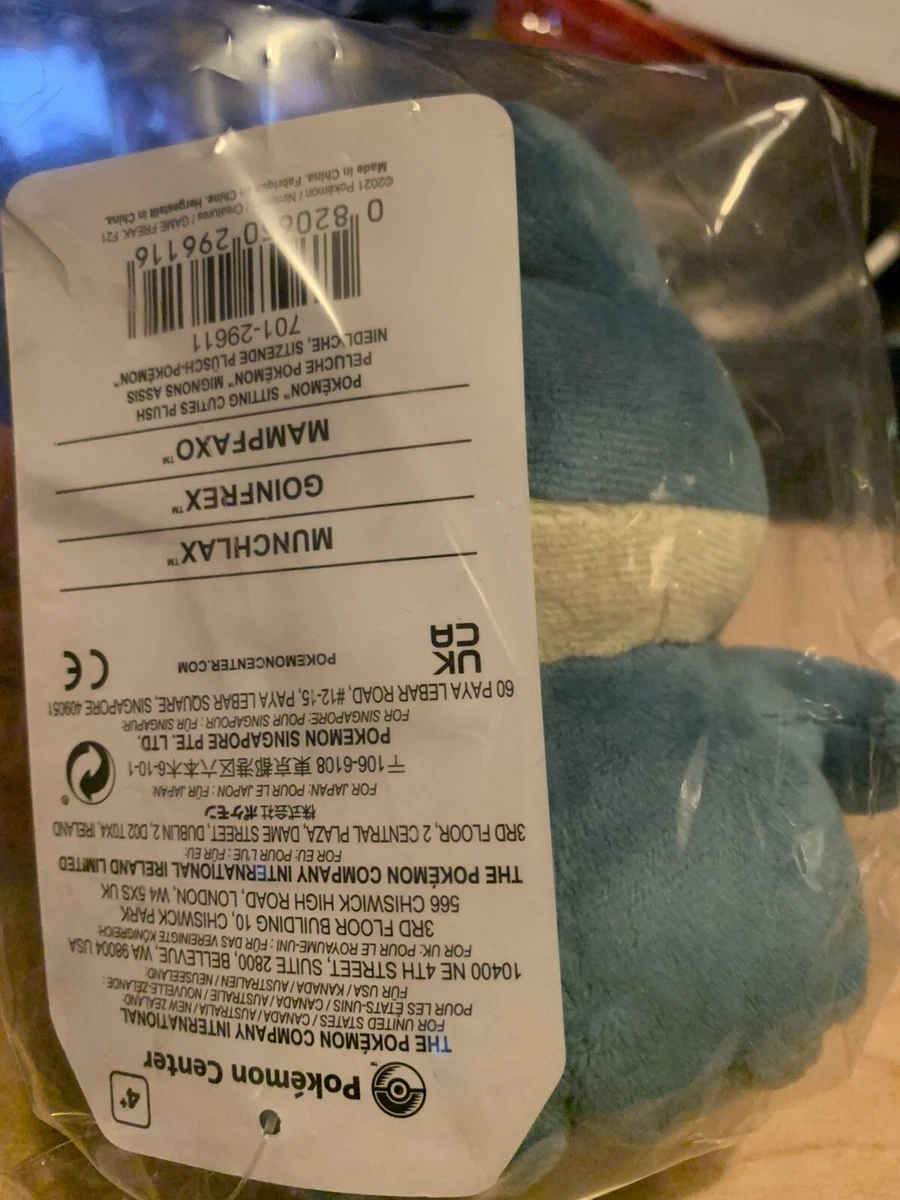 Pokémon Center™
4+
THE POKÉMON COMPANY INTERNATIONAL
FOR UNITED STATES / CANADA / AUSTRALIA / NEW ZEALAND:
POUR LES ÉTATS-UNIS / CANADA / AUSTRALIE / NOUVELLE-ZÉLANDE :
FÜR USA / KANADA / AUSTRALIEN / NEUSEELAND:
10400 NE 4TH STREET, SUITE 2800, BELLEVUE, WA 98004 USA
FOR UK: POUR LE ROYAUME-UNI : FÜR DAS VEREINIGTE KÖNIGREICH:
3RD FLOOR BUILDING 10, CHISWICK PARK
566 CHISWICK HIGH ROAD, LONDON, W4 5XS UK
THE POKÉMON COMPANY INTERNATIONAL IRELAND LIMITED
FOR EU: POUR L'UE : FÜR EU:
3RD FLOOR, 2 CENTRAL PLAZA, DAME STREET, DUBLIN 2, D02 T0X4, IRELAND
株式会社ポケモン
FOR JAPAN: POUR LE JAPON : FÜR JAPAN:
〒106-6108 東京都港区六本木6-10-1
POKEMON SINGAPORE PTE. LTD.
FOR SINGAPORE: POUR SINGAPOUR : FÜR SINGAPUR:
60 PAYA LEBAR ROAD, #12-15, PAYA LEBAR SQUARE, SINGAPORE 409051
UK
CA
POKEMONCENTER.COM
CE
MUNCHLAX™
GOINFREX™
MAMPFAXO™
POKÉMON™ SITTING CUTIES PLUSH
PELUCHE POKÉMON™ MIGNONS ASSIS
NIEDLICHE, SITZENDE PLÜSCH-POKÉMON™
701-29611
0 820650 296116
©2021 Pokémon / Nintendo / Creatures / GAME FREAK. F21
Made in China. Fabriqué en Chine. Hergestellt in China.